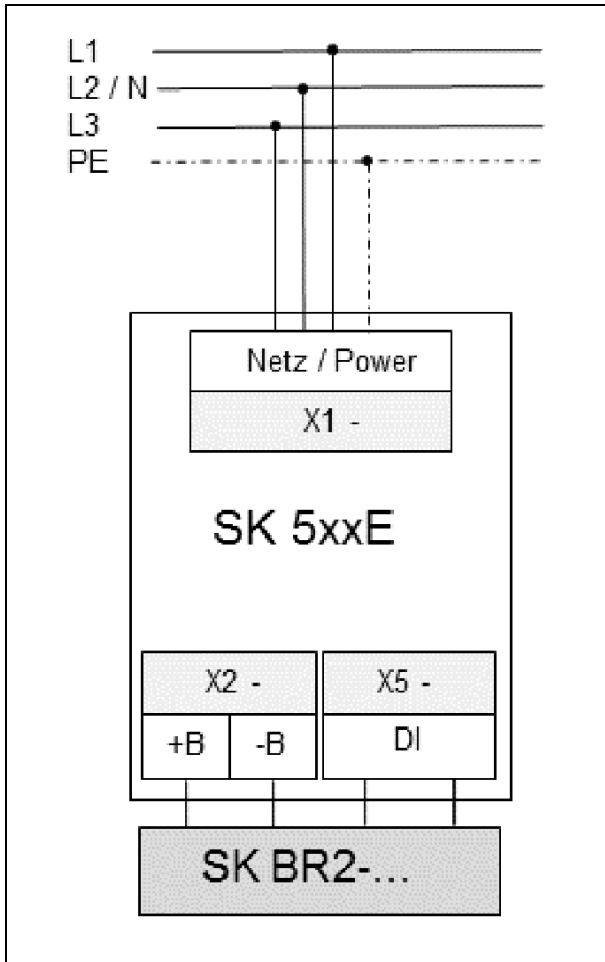 L1
L2 / N
L3
PE
Netz / Power
X1 -
SK 5xxE
X2 -
X5 -
+B
-B
DI
SK BR2-...